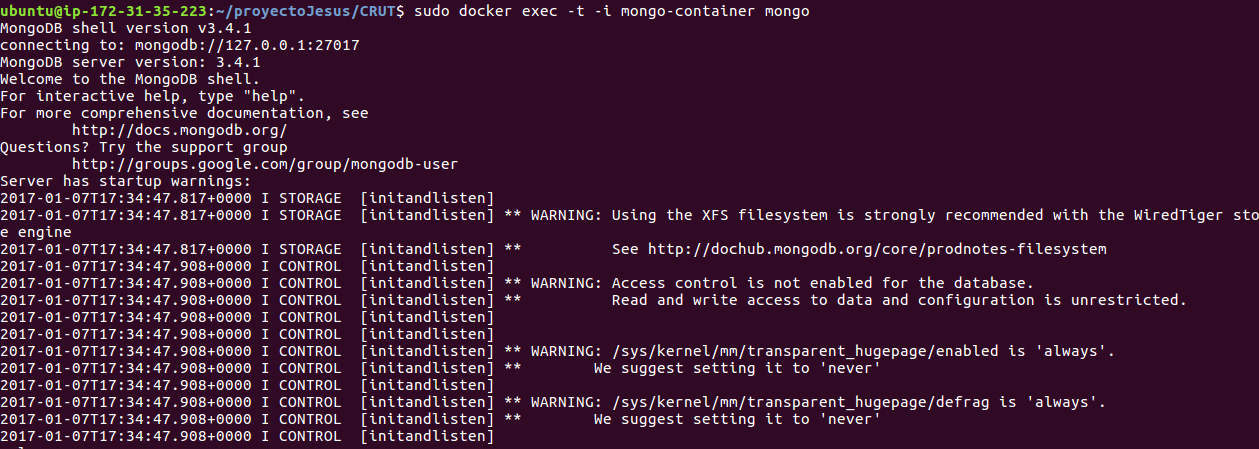 ubuntu@ip-172-31-35-223:~/proyectoJesus/CRUT$ sudo docker exec -t -i mongo-container mongo
MongoDB shell version v3.4.1
connecting to: mongodb://127.0.0.1:27017
MongoDB server version: 3.4.1
Welcome to the MongoDB shell.
For interactive help, type "help".
For more comprehensive documentation, see
        http://docs.mongodb.org/
Questions? Try the support group
        http://groups.google.com/group/mongodb-user
Server has startup warnings:
2017-01-07T17:34:47.817+0000 I STORAGE  [initandlisten]
2017-01-07T17:34:47.817+0000 I STORAGE  [initandlisten] ** WARNING: Using the XFS filesystem is strongly recommended with the WiredTiger sto
e engine
2017-01-07T17:34:47.817+0000 I STORAGE  [initandlisten] **          See http://dochub.mongodb.org/core/prodnotes-filesystem
2017-01-07T17:34:47.908+0000 I CONTROL  [initandlisten]
2017-01-07T17:34:47.908+0000 I CONTROL  [initandlisten] ** WARNING: Access control is not enabled for the database.
2017-01-07T17:34:47.908+0000 I CONTROL  [initandlisten] **          Read and write access to data and configuration is unrestricted.
2017-01-07T17:34:47.908+0000 I CONTROL  [initandlisten]
2017-01-07T17:34:47.908+0000 I CONTROL  [initandlisten]
2017-01-07T17:34:47.908+0000 I CONTROL  [initandlisten] ** WARNING: /sys/kernel/mm/transparent_hugepage/enabled is 'always'.
2017-01-07T17:34:47.908+0000 I CONTROL  [initandlisten] **        We suggest setting it to 'never'
2017-01-07T17:34:47.908+0000 I CONTROL  [initandlisten]
2017-01-07T17:34:47.908+0000 I CONTROL  [initandlisten] ** WARNING: /sys/kernel/mm/transparent_hugepage/defrag is 'always'.
2017-01-07T17:34:47.908+0000 I CONTROL  [initandlisten] **        We suggest setting it to 'never'
2017-01-07T17:34:47.908+0000 I CONTROL  [initandlisten]